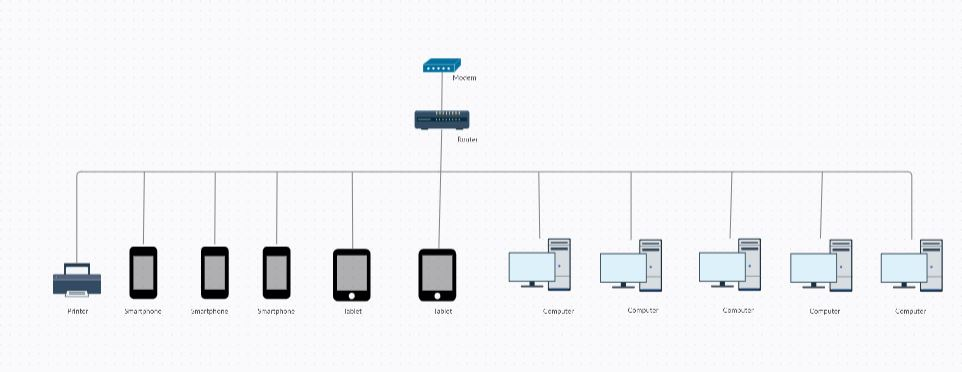 Modem
Router
Printer
Smartphone
Smartphone
Smartphone
Tablet
Tablet
Computer
Computer
Computer
Computer
Computer